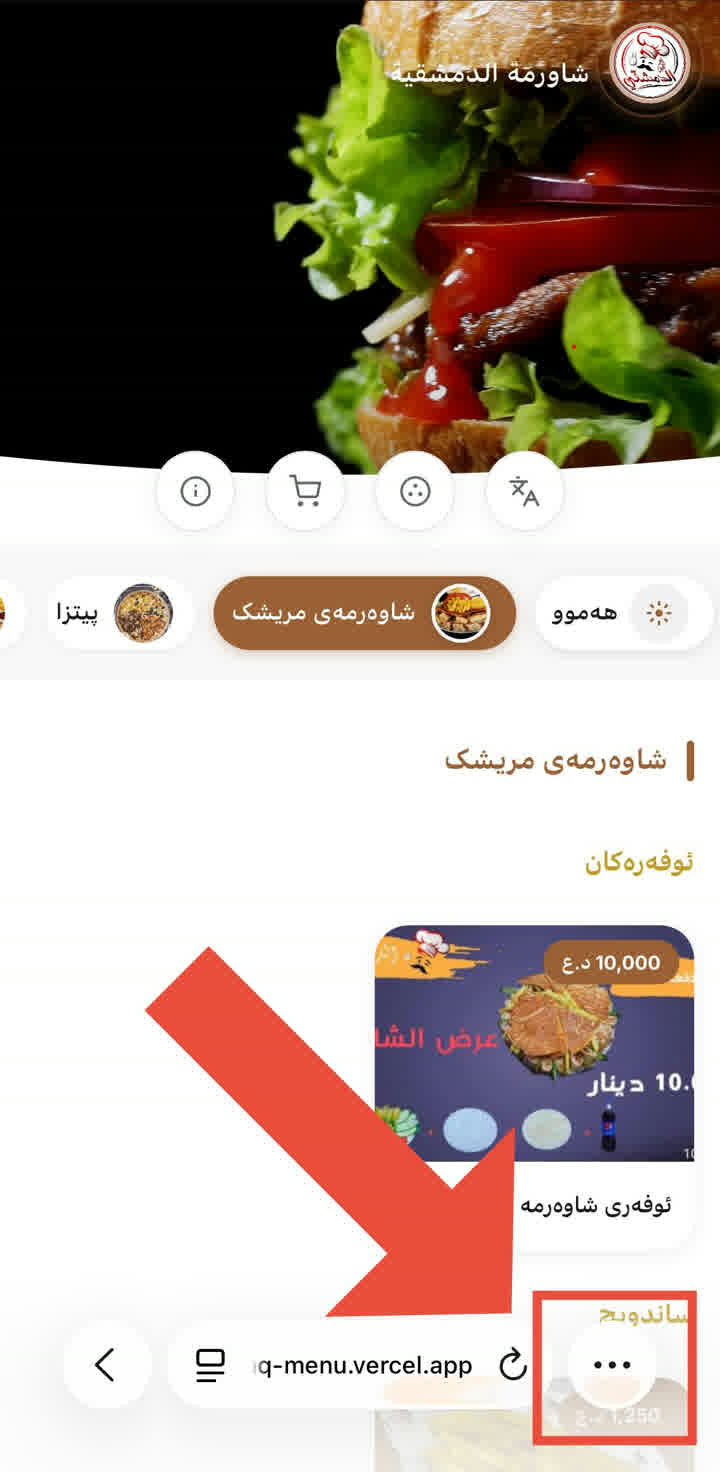 شاورمة الدمشقية
هەموو
شاوەرمەی مریشک
پیتزا
شاوەرمەی مریشک
ئوفەرەکان
10,000 د.ع
عرض الشا
10.0 دينار
ئوفەری شاوەرمە
ساندویچ
1,250 د.ع
q-menu.vercel.app